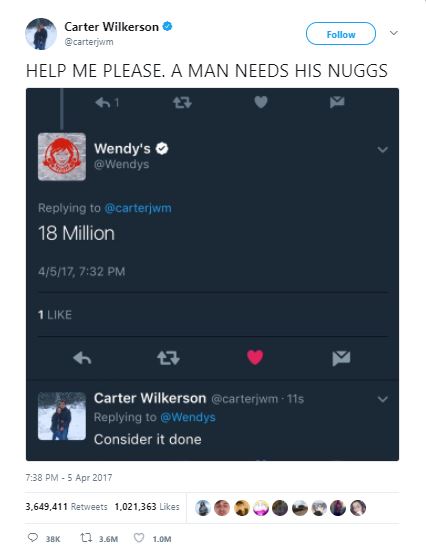 Carter Wilkerson
@carterjwm
Follow
HELP ME PLEASE. A MAN NEEDS HIS NUGGS
1
Wendy's
@Wendys
Replying to @carterjwm
18 Million
4/5/17, 7:32 PM
1 LIKE
Carter Wilkerson @carterjwm · 11s
Replying to @Wendys
Consider it done
7:38 PM - 5 Apr 2017
3,649,411 Retweets 1,021,363 Likes
38K 3.6M 1.0M